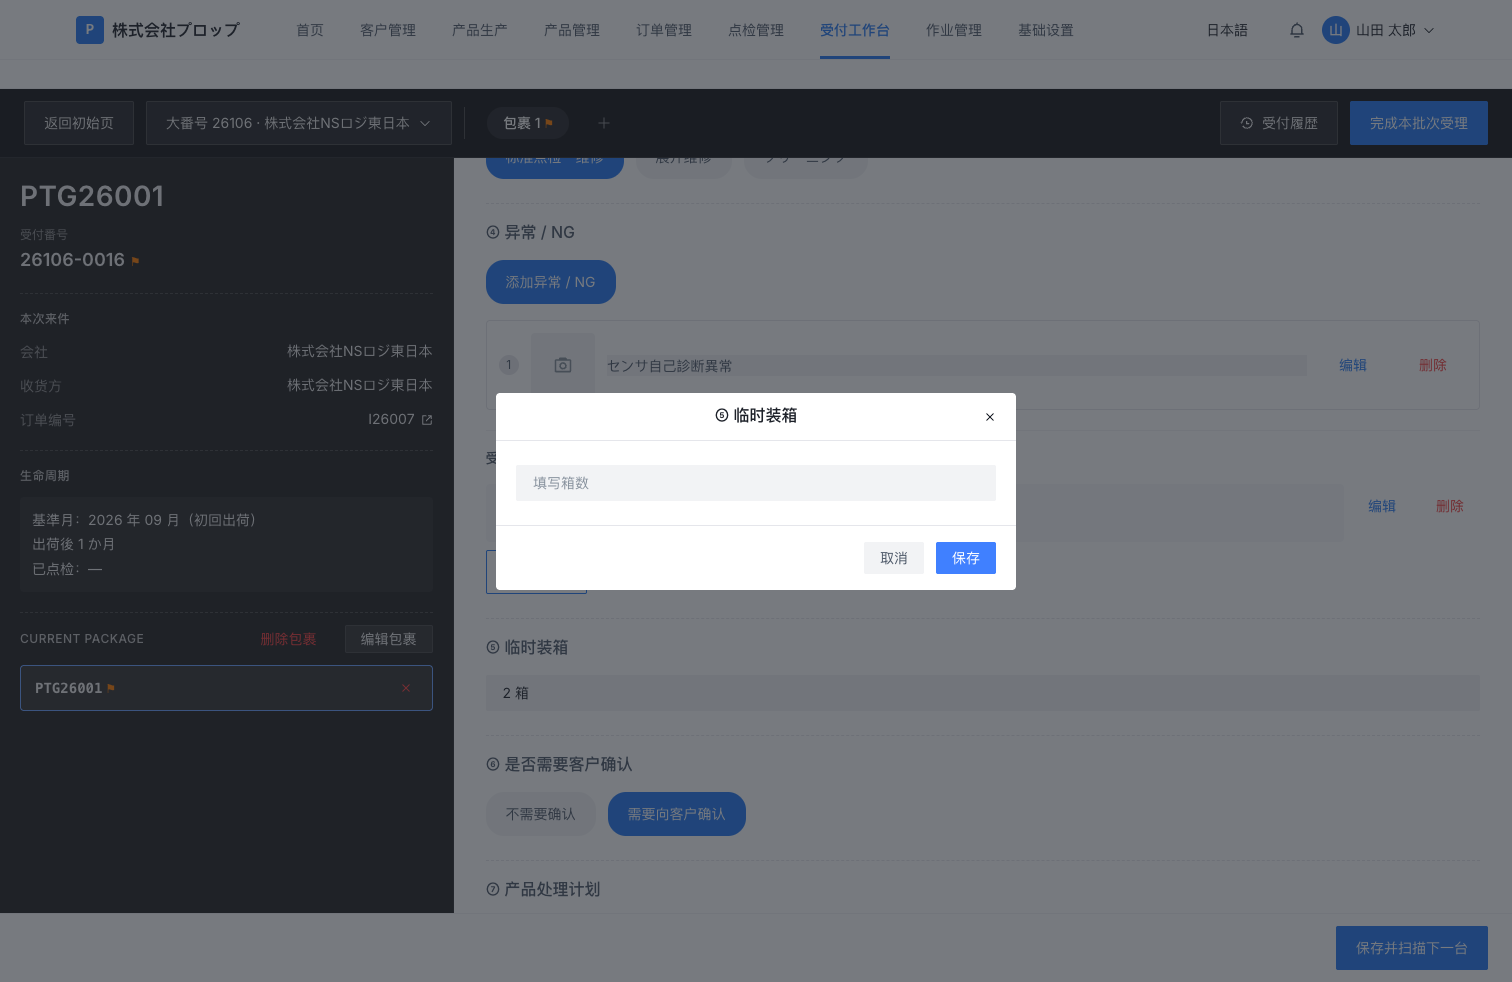 P 株式会社プロップ 首页 客户管理 产品生产 产品管理 订单管理 点检管理 受付工作台 作业管理 基础设置 日本語 山 山田 太郎
返回初始页 大番号 26106 · 株式会社NSロジ東日本 包裹 1 受付履歴 完成本批次受理
PTG26001
受付番号
26106-0016
本次来件
会社 株式会社NSロジ東日本
收货方 株式会社NSロジ東日本
订单编号 I26007
生命周期
基準月：2026 年 09 月（初回出荷）
出荷後 1 か月
已点检：—
CURRENT PACKAGE 删除包裹 编辑包裹
PTG26001
④ 异常 / NG
添加异常 / NG
1 センサ自己診断異常 编辑 删除
编辑 删除
⑤ 临时装箱
填写箱数
取消 保存
⑤ 临时装箱
2 箱
⑥ 是否需要客户确认
不需要确认 需要向客户确认
⑦ 产品处理计划
保存并扫描下一台